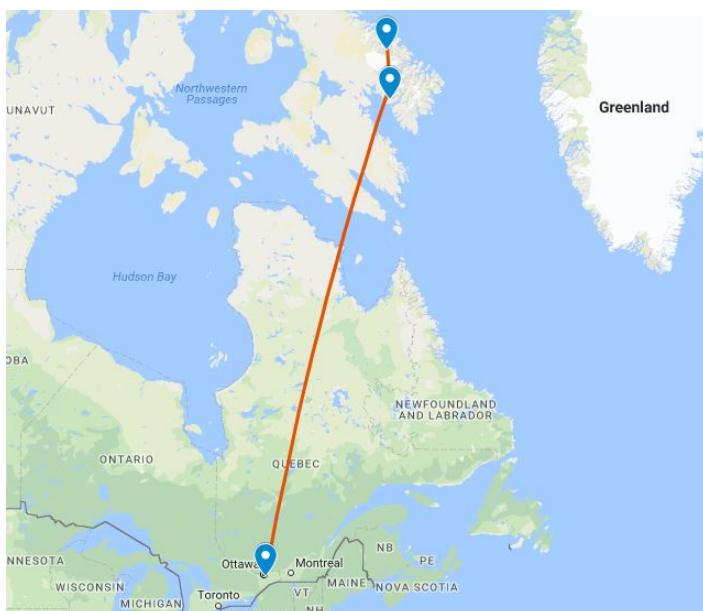 Northwestern
Passages
UNAVUT
Greenland
Hudson Bay
OBA
NEWFOUNDLAND
AND LABRADOR
ONTARIO
QUEBEC
NNESOTA
Ottawa
Montreal
NB
PE
WISCONSIN
MAINE
NOVA SCOTIA
VT
Toronto
MICHIGAN
NH